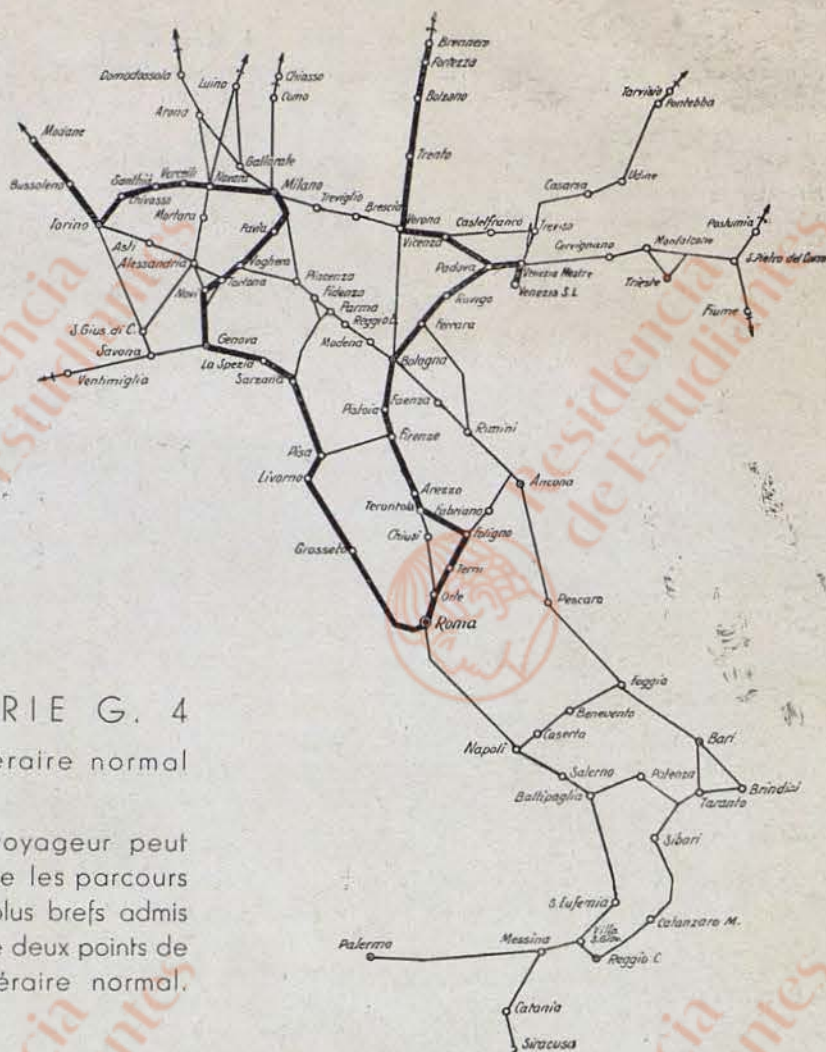 Brennero
Fortezza
Domodossola
Luino
Chiasso
Como
Tarvisio
Pontebba
Bolzano
Arona
Modane
Gallarate
Trento
Bussoleno
Santhià
Vercelli
Novara
Milano
Udine
Chivasso
Treviglio
Casarsa
Brescia
Torino
Mortara
Verona
Castelfranco
Treviso
Postumia
Pavia
Vicenza
Cervignano
Monfalcone
Asti
Alessandria
Voghera
Padova
Venezia Mestre
S. Pietro del Carso
Novi
Tortona
Piacenza
Venezia S.L.
Trieste
Fidenza
Rovigo
Parma
Fiume
S. Gius. di C.
Genova
Reggio E.
Ferrara
Savona
La Spezia
Modena
Bologna
Ventimiglia
Sarzana
Pistoia
Faenza
Rimini
Pisa
Firenze
Livorno
Arezzo
Ancona
Terontola
Fabriano
Chiusi
Foligno
Grosseto
Terni
Orte
Pescara
Roma
Foggia
RIE G. 4
Benevento
Caserta
Bari
éraire normal
Napoli
Salerno
Potenza
Brindisi
Battipaglia
Taranto
oyageur peut
Sibari
e les parcours
plus brefs admis
S. Eufemia
e deux points de
Catanzaro M.
Palermo
Messina
Villa S. Giov.
éraire normal.
Reggio C.
Catania
Siracusa
Residencia
de Estudiantes